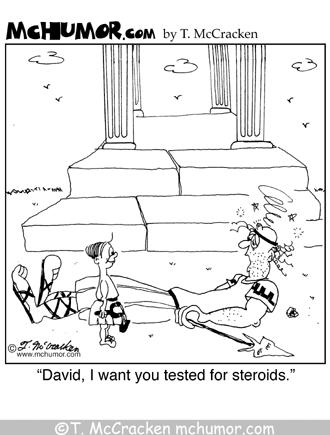 McHUMOR.com by T. McCracken
© T. McCracken
www.mchumor.com
"David, I want you tested for steroids."
©T. McCracken mchumor.com